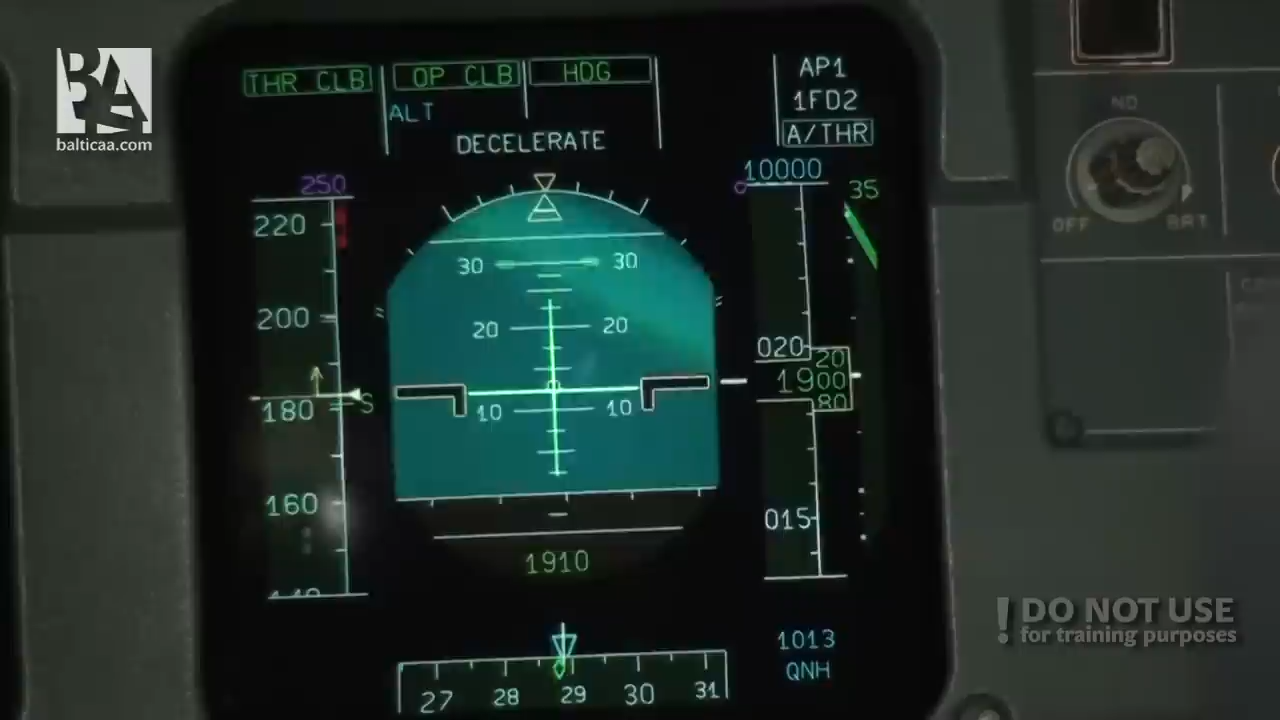 BA
balticaa.com
THR CLB OP CLB HDG AP1
ALT 1FD2
DECELERATE A/THR
250 10000 35
220
30 30
200
20 20
020 20
1900
180 S 80
10 10
160
015
1910
1013
QNH
27 28 29 30 31
ND
OFF BRT
! DO NOT USE
for training purposes